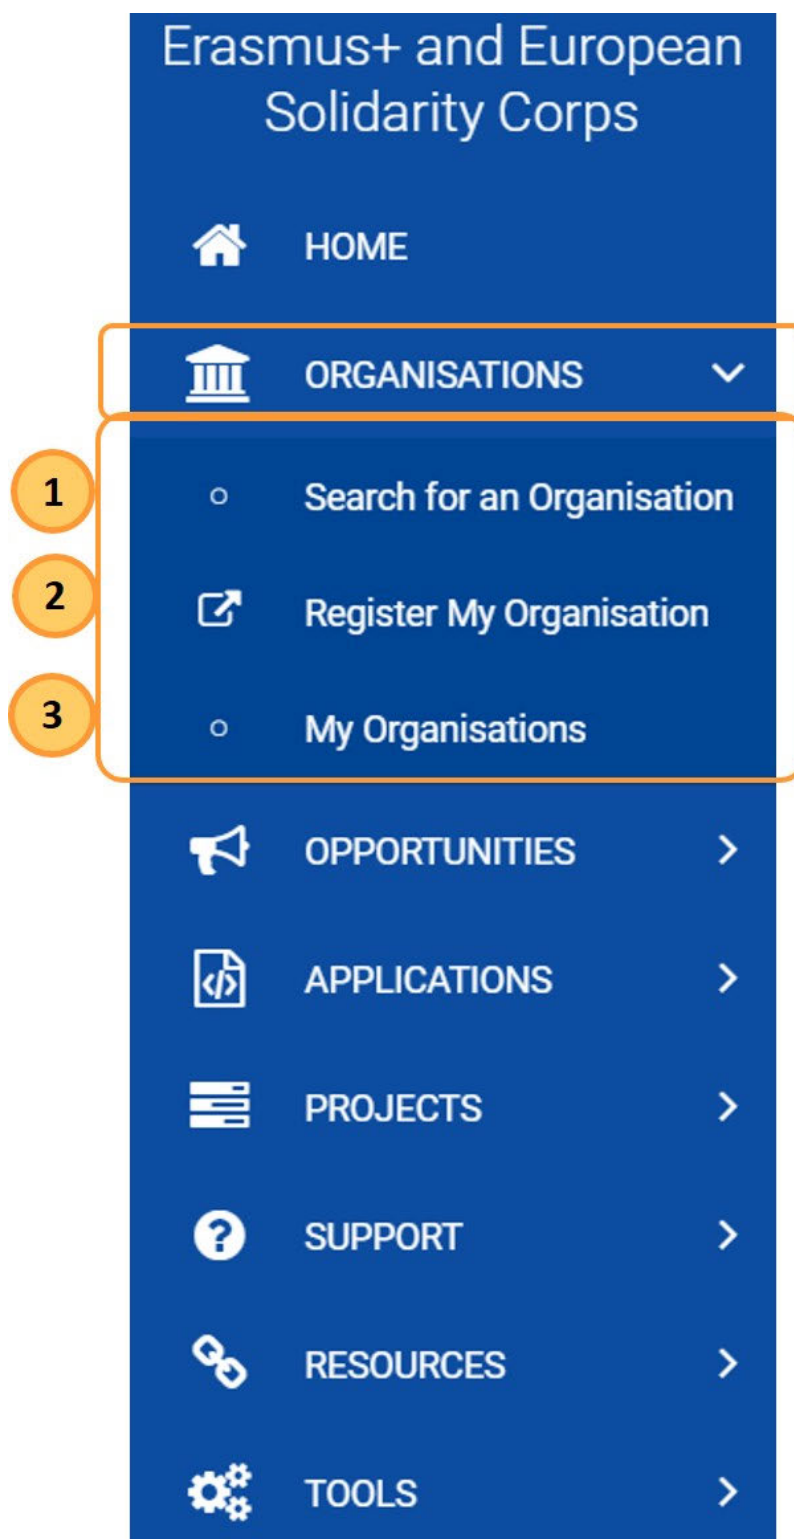 Erasmus+ and European
Solidarity Corps
HOME
ORGANISATIONS
1
Search for an Organisation
2
Register My Organisation
3
My Organisations
OPPORTUNITIES
APPLICATIONS
PROJECTS
SUPPORT
RESOURCES
TOOLS